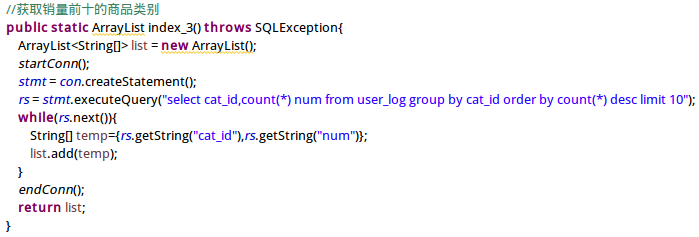 //获取销量前十的商品类别
public static ArrayList index_3() throws SQLException{
    ArrayList<String[]> list = new ArrayList();
    startConn();
    stmt = con.createStatement();
    rs = stmt.executeQuery("select cat_id,count(*) num from user_log group by cat_id order by count(*) desc limit 10");
    while(rs.next()){
        String[] temp={rs.getString("cat_id"),rs.getString("num")};
        list.add(temp);
    }
    endConn();
    return list;
}